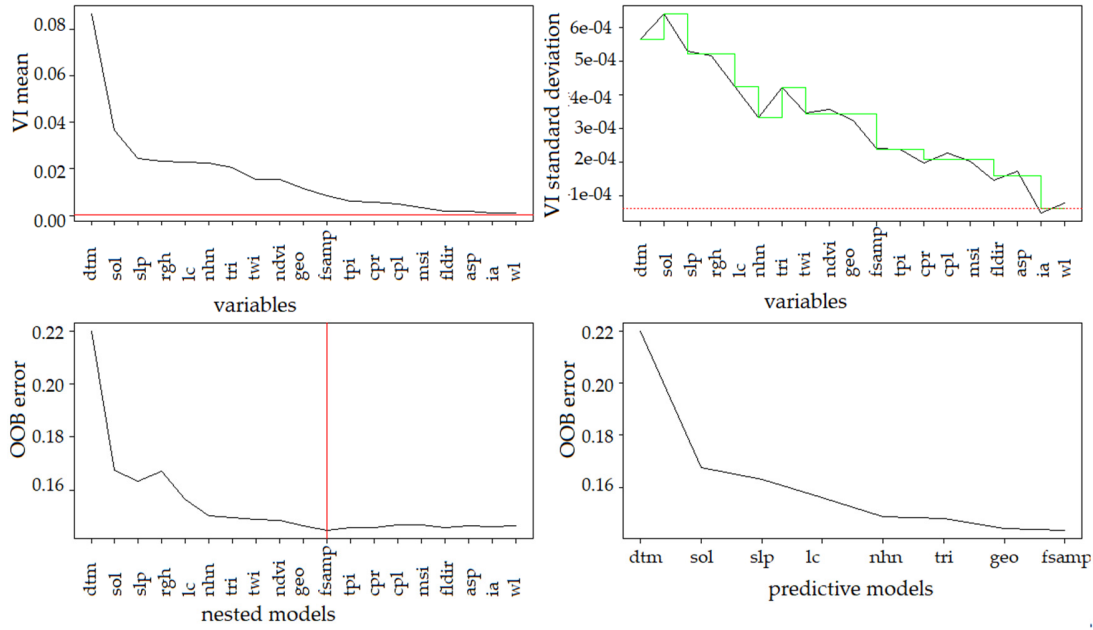 VI mean
0.08
0.06
0.04
0.02
0.00
dtm sol slp rgh lc nhn tri twi ndvi geo fsamp tpi cpr cpl msi fldir asp ia wl
variables
VI standard deviation
6e-04
5e-04
4e-04
3e-04
2e-04
1e-04
dtm sol slp rgh lc nhn tri twi ndvi geo fsamp tpi cpr cpl msi fldir asp ia wl
variables
OOB error
0.22
0.20
0.18
0.16
dtm sol slp rgh lc nhn tri twi ndvi geo fsamp tpi cpr cpl msi fldir asp ia wl
nested models
OOB error
0.22
0.20
0.18
0.16
dtm sol slp lc nhn tri geo fsamp
predictive models